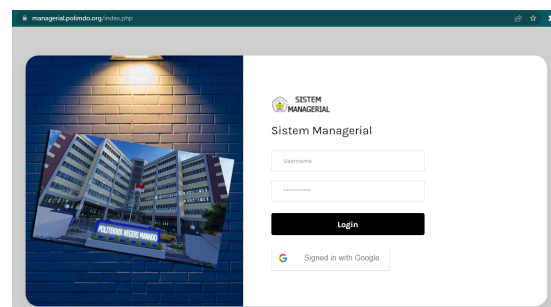 managerial.polimdo.org/index.php
SISTEM
MANAGERIAL
Sistem Managerial
Username
Login
Signed in with Google
POLITEKNIK NEGERI MANADO